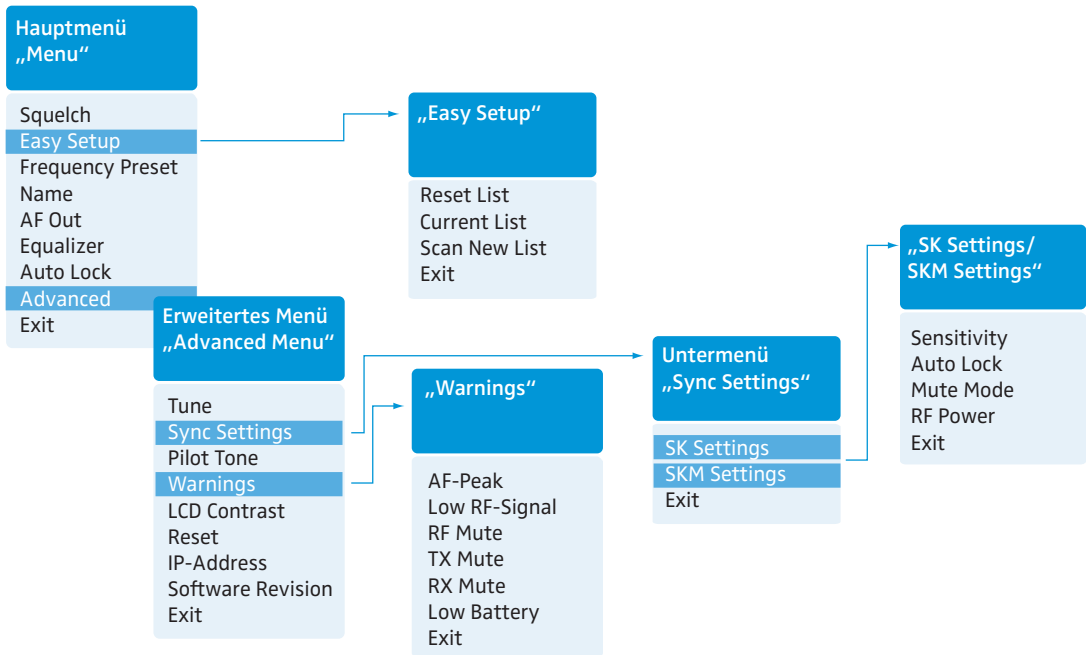 Hauptmenü
„Menu“
Squelch
Easy Setup
Frequency Preset
Name
AF Out
Equalizer
Auto Lock
Advanced
Exit
„Easy Setup“
Reset List
Current List
Scan New List
Exit
Erweitertes Menü
„Advanced Menu“
Tune
Sync Settings
Pilot Tone
Warnings
LCD Contrast
Reset
IP-Address
Software Revision
Exit
„Warnings“
AF-Peak
Low RF-Signal
RF Mute
TX Mute
RX Mute
Low Battery
Exit
Untermenü
„Sync Settings“
SK Settings
SKM Settings
Exit
„SK Settings/
SKM Settings“
Sensitivity
Auto Lock
Mute Mode
RF Power
Exit